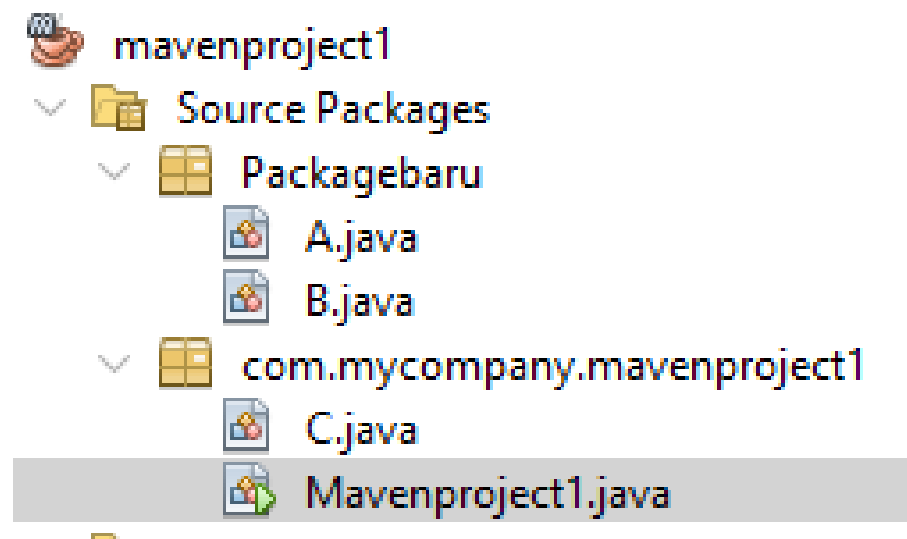 mavenproject1
Source Packages
Packagebaru
A.java
B.java
com.mycompany.mavenproject1
C.java
Mavenproject1.java